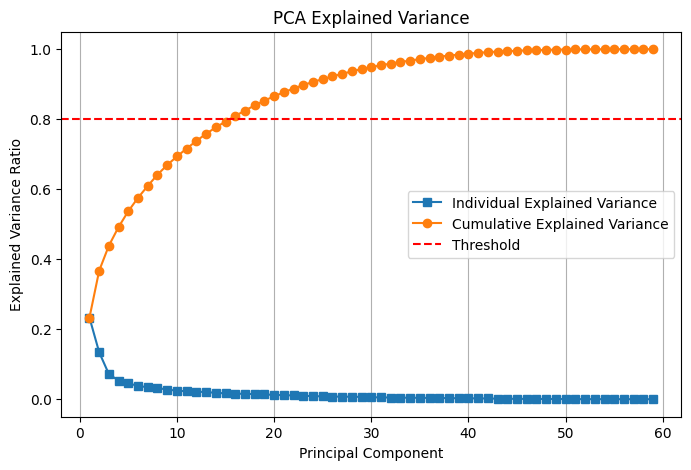 PCA Explained Variance
Explained Variance Ratio
1.0
0.8
0.6
0.4
0.2
0.0
Individual Explained Variance
Cumulative Explained Variance
Threshold
0 10 20 30 40 50 60
Principal Component